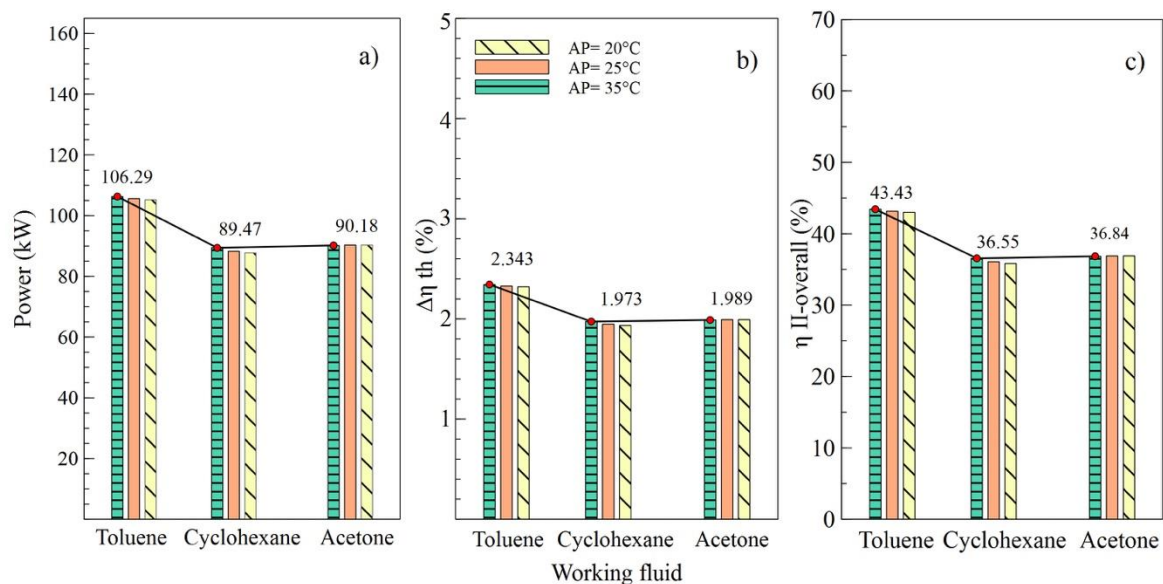 a)
Power (kW)
160
140
120
100
80
60
40
20
106.29
89.47
90.18
Toluene
Cyclohexane
Acetone
b)
AP= 20°C
AP= 25°C
AP= 35°C
Δη th (%)
5
4
3
2
1
2.343
1.973
1.989
Toluene
Cyclohexane
Acetone
Working fluid
c)
η II-overall (%)
70
60
50
40
30
20
10
0
43.43
36.55
36.84
Toluene
Cyclohexane
Acetone